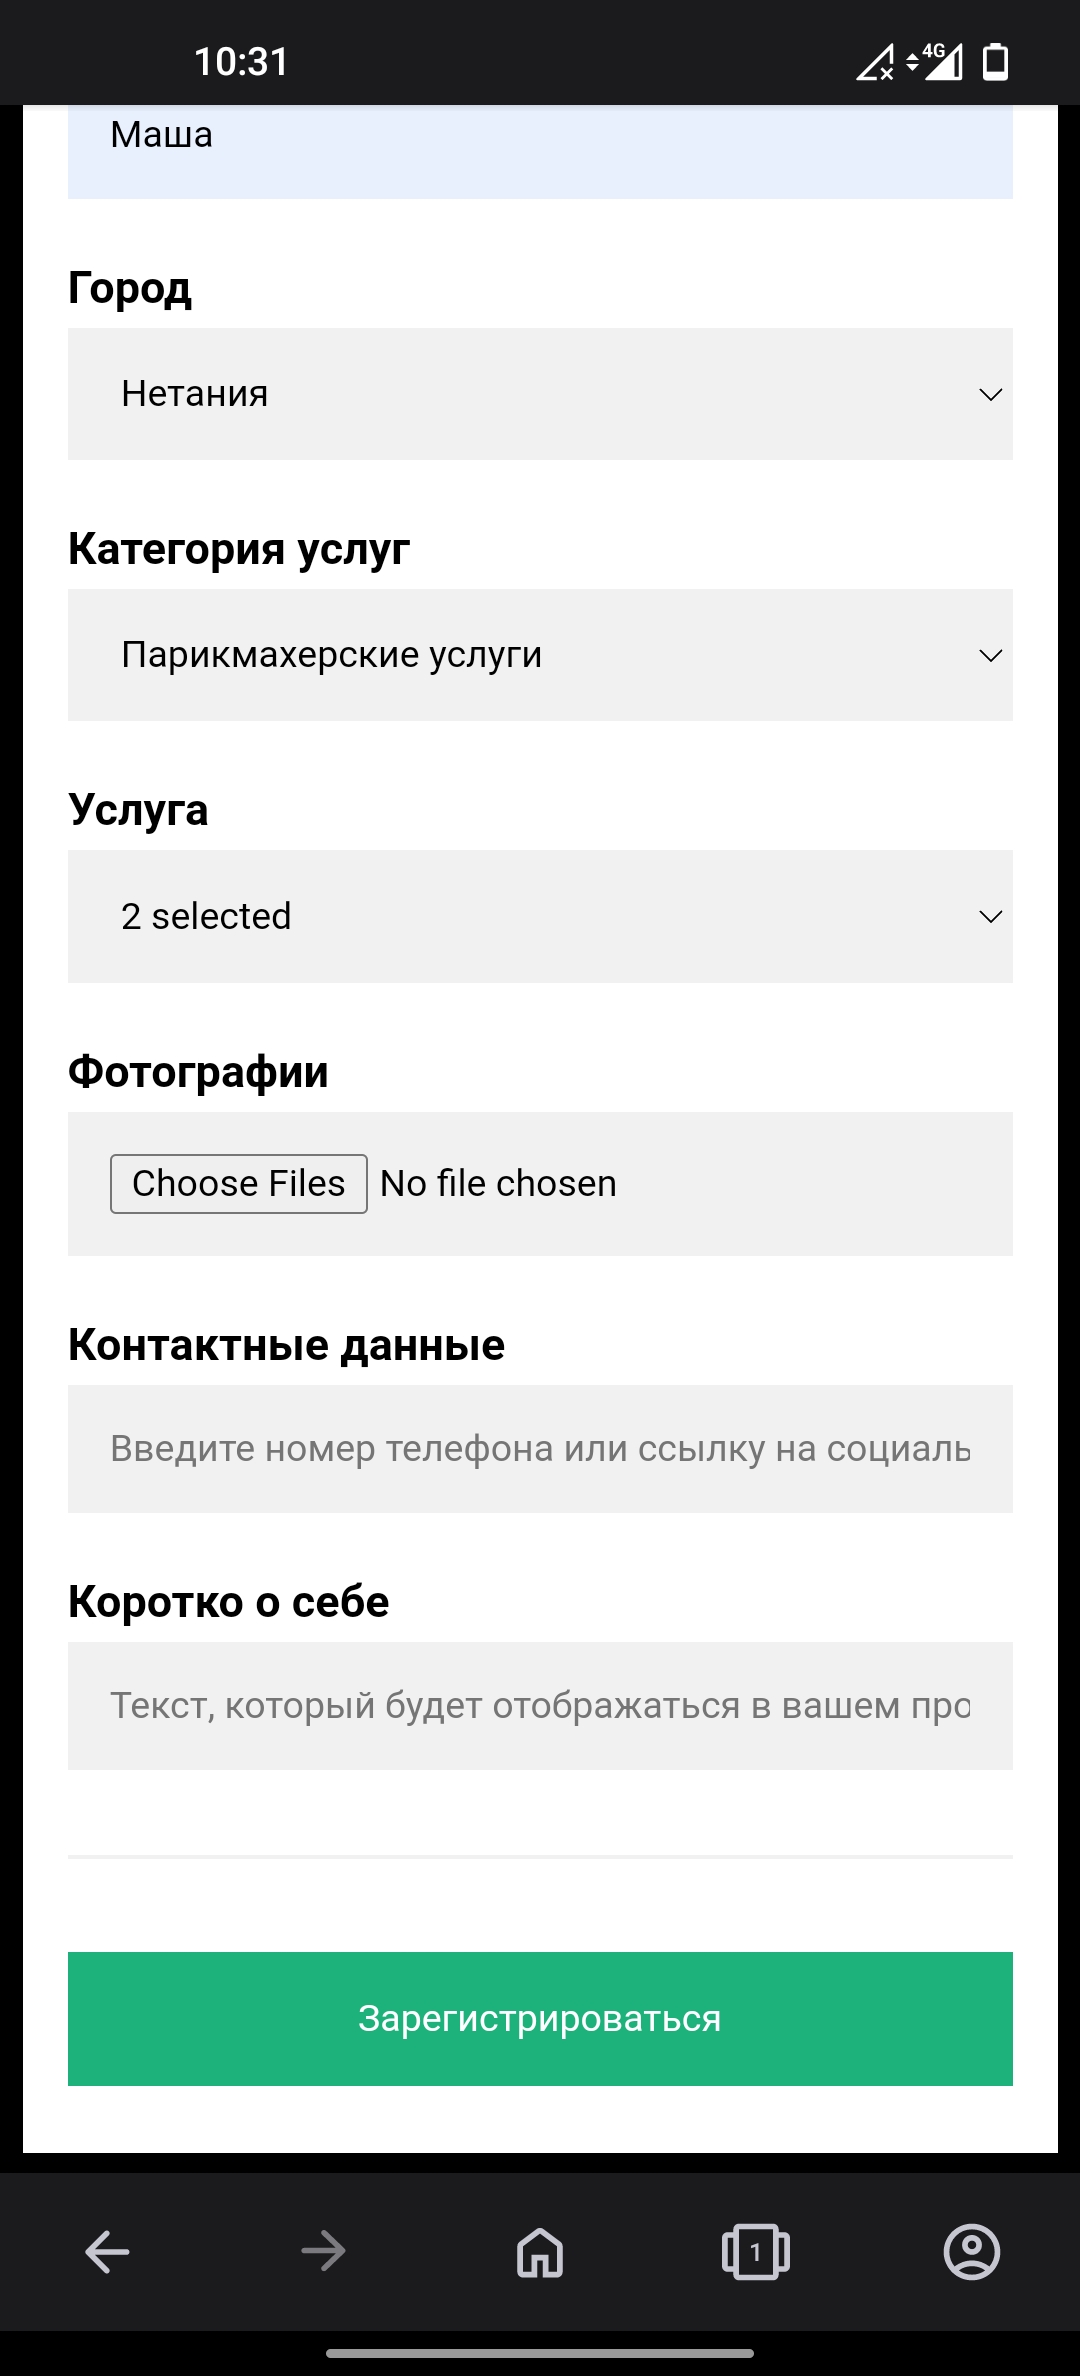 10:31
4G
Маша
Город
Нетания
Категория услуг
Парикмахерские услуги
Услуга
2 selected
Фотографии
Choose Files No file chosen
Контактные данные
Введите номер телефона или ссылку на социаль
Коротко о себе
Текст, который будет отображаться в вашем про
Зарегистрироваться
1